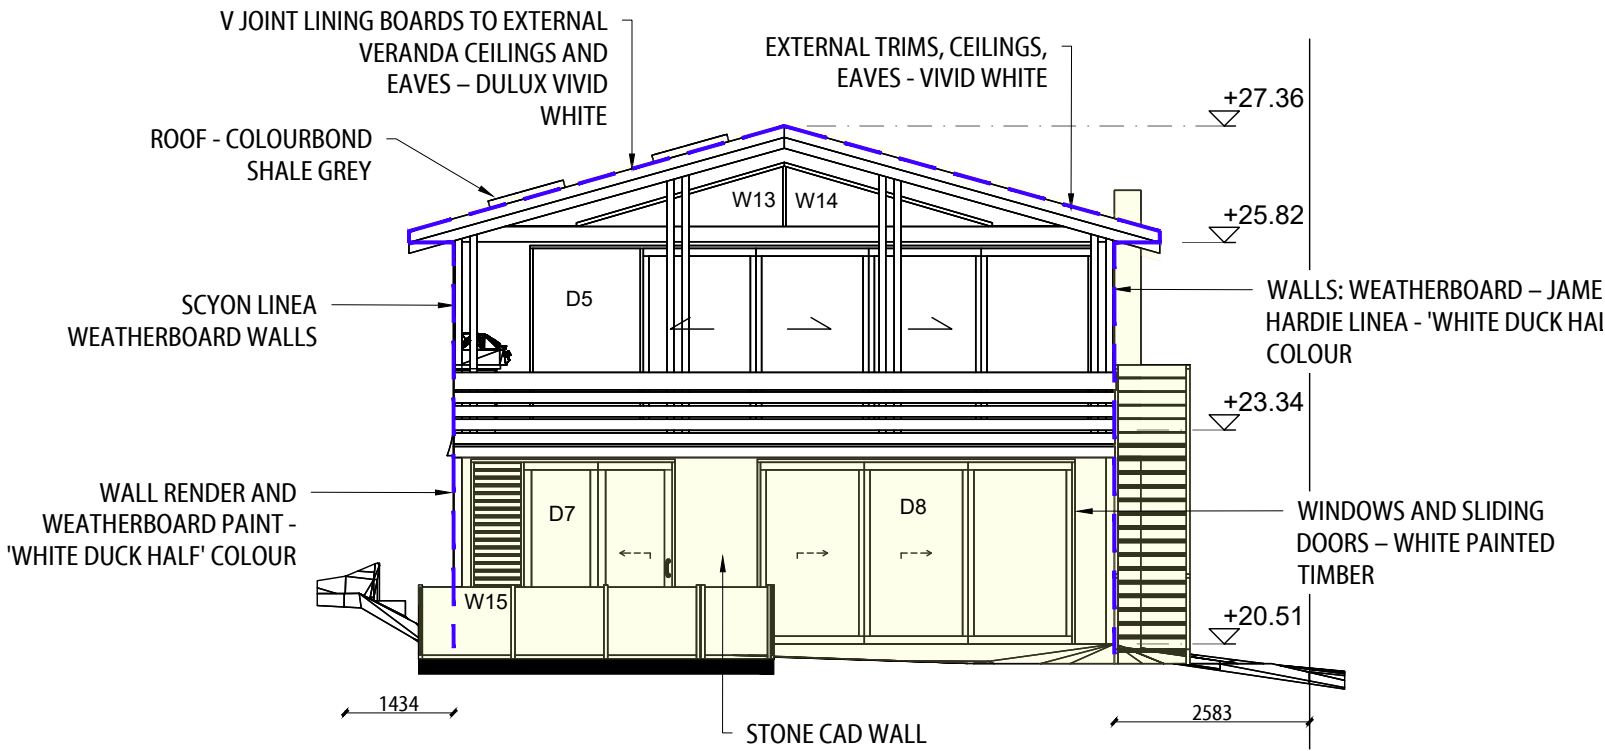 V JOINT LINING BOARDS TO EXTERNAL
VERANDA CEILINGS AND
EAVES – DULUX VIVID
WHITE
EXTERNAL TRIMS, CEILINGS,
EAVES - VIVID WHITE
+27.36
ROOF - COLOURBOND
SHALE GREY
W13
W14
+25.82
SCYON LINEA
WEATHERBOARD WALLS
D5
WALLS: WEATHERBOARD – JAME
HARDIE LINEA - 'WHITE DUCK HAL
COLOUR
+23.34
WALL RENDER AND
WEATHERBOARD PAINT -
'WHITE DUCK HALF' COLOUR
D7
D8
WINDOWS AND SLIDING
DOORS – WHITE PAINTED
TIMBER
W15
+20.51
1434
2583
STONE CAD WALL